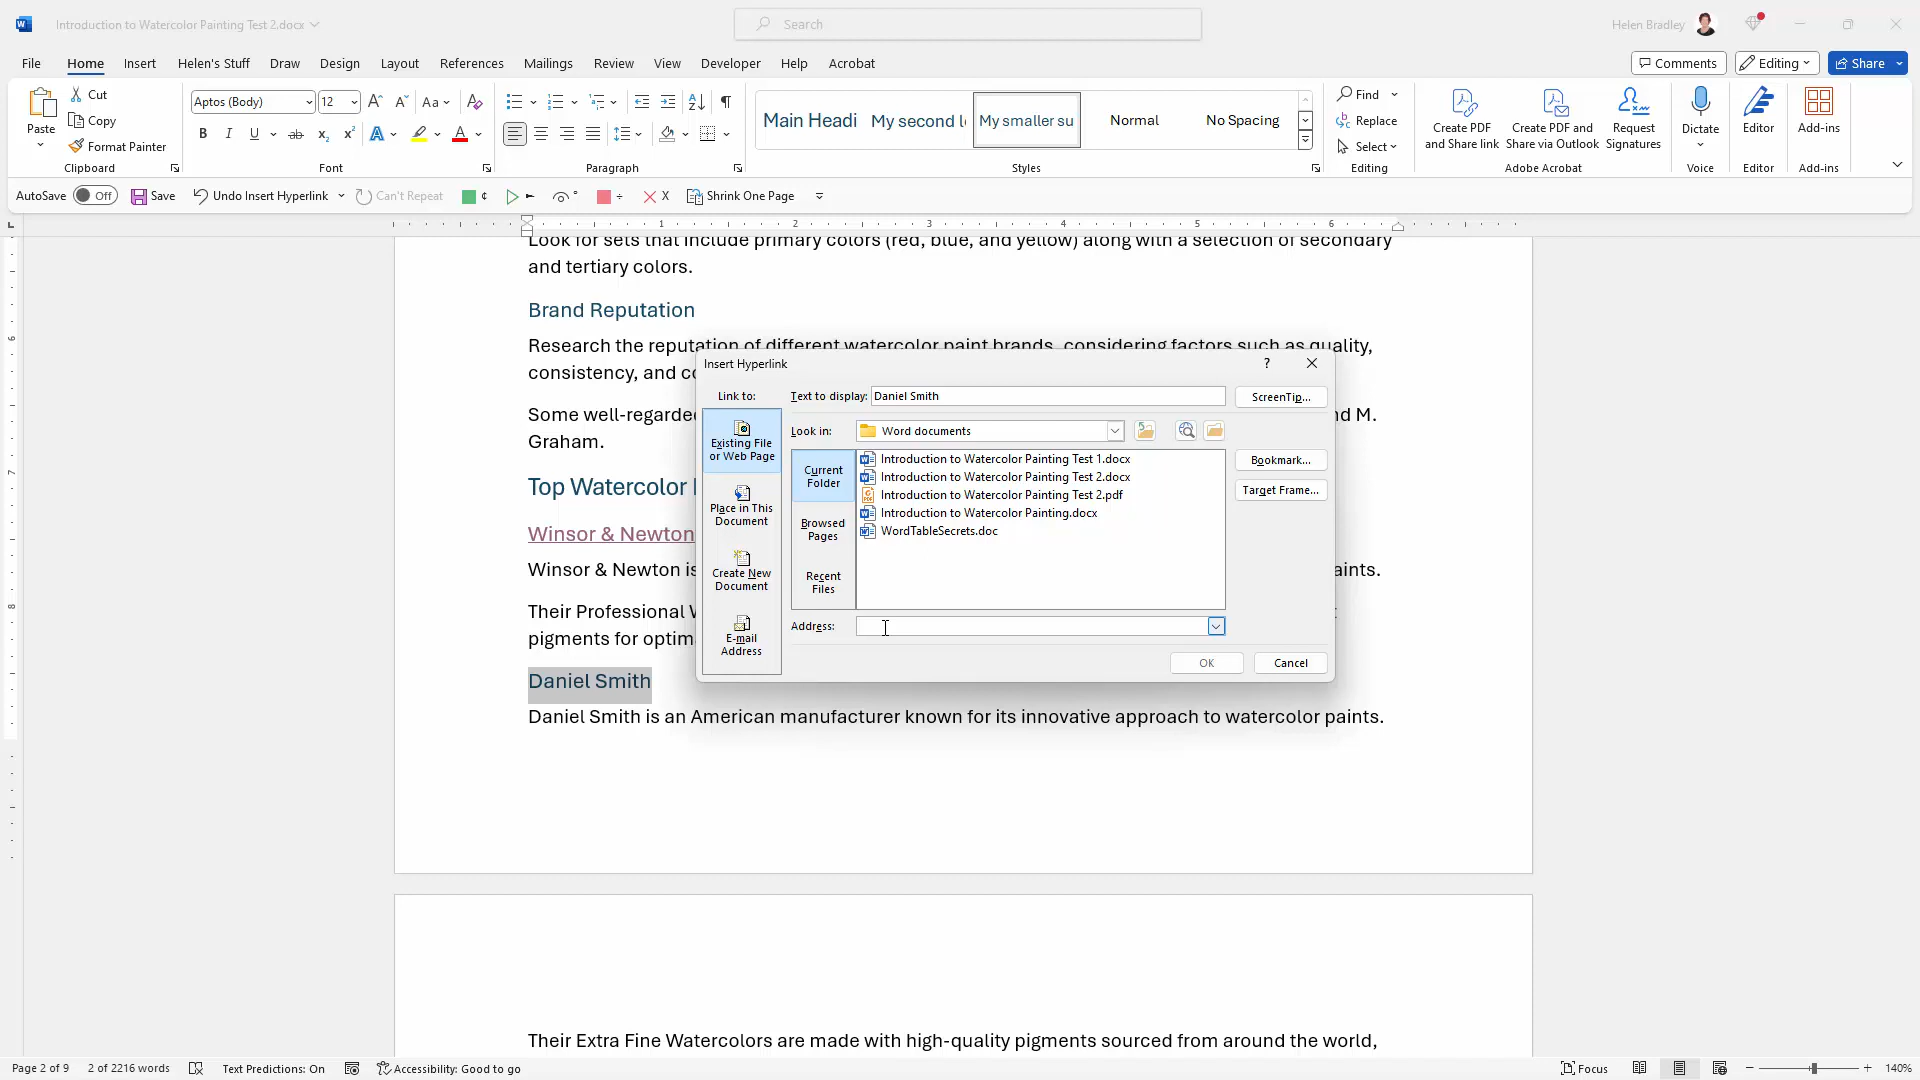 Introduction to Watercolor Painting Test 2.docx
Search
Helen Bradley
File Home Insert Helen's Stuff Draw Design Layout References Mailings Review View Developer Help Acrobat
Comments Editing Share
Paste
Cut
Copy
Format Painter
Clipboard
Aptos (Body) 12
Font
Paragraph
Main Headi My second l My smaller su Normal No Spacing
Styles
Find
Replace
Select
Editing
Create PDF and Share link
Create PDF and Share via Outlook
Request Signatures
Adobe Acrobat
Dictate
Voice
Editor
Editor
Add-ins
Add-ins
AutoSave Off Save Undo Insert Hyperlink Can't Repeat ¢ ÷ X Shrink One Page
1 2 3 4 5 6
Look for sets that include primary colors (red, blue, and yellow) along with a selection of secondary
and tertiary colors.
Brand Reputation
Research the reputation of different watercolor paint brands, considering factors such as quality,
consistency, and co
Some well-regarded nd M.
Graham.
Top Watercolor
Winsor & Newton
Winsor & Newton is aints.
Their Professional W
pigments for optima
Daniel Smith
Daniel Smith is an American manufacturer known for its innovative approach to watercolor paints.
Their Extra Fine Watercolors are made with high-quality pigments sourced from around the world,
Insert Hyperlink ?
Link to:
Text to display: Daniel Smith
ScreenTip...
Existing File or Web Page
Place in This Document
Create New Document
E-mail Address
Look in: Word documents
Current Folder
Browsed Pages
Recent Files
Introduction to Watercolor Painting Test 1.docx
Introduction to Watercolor Painting Test 2.docx
Introduction to Watercolor Painting Test 2.pdf
Introduction to Watercolor Painting.docx
WordTableSecrets.doc
Bookmark...
Target Frame...
Address:
OK Cancel
6
7
8
Page 2 of 9 2 of 2216 words Text Predictions: On Accessibility: Good to go Focus 140%